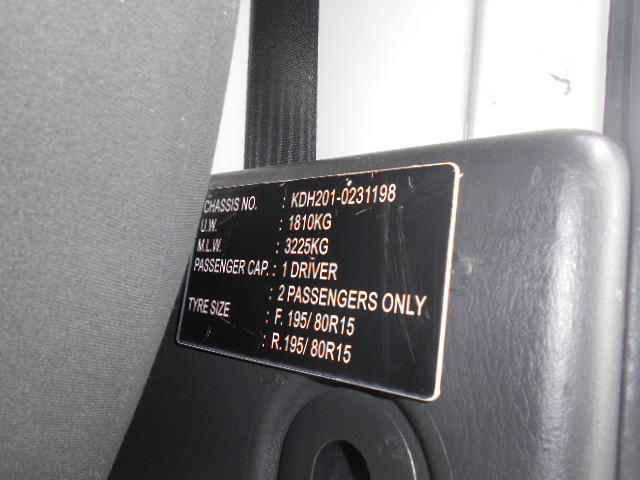 CHASSIS NO. : KDH201-0231198
U.W. : 1810KG
M.L.W. : 3225KG
PASSENGER CAP. : 1 DRIVER
: 2 PASSENGERS ONLY
TYRE SIZE : F. 195/ 80R15
: R.195/ 80R15